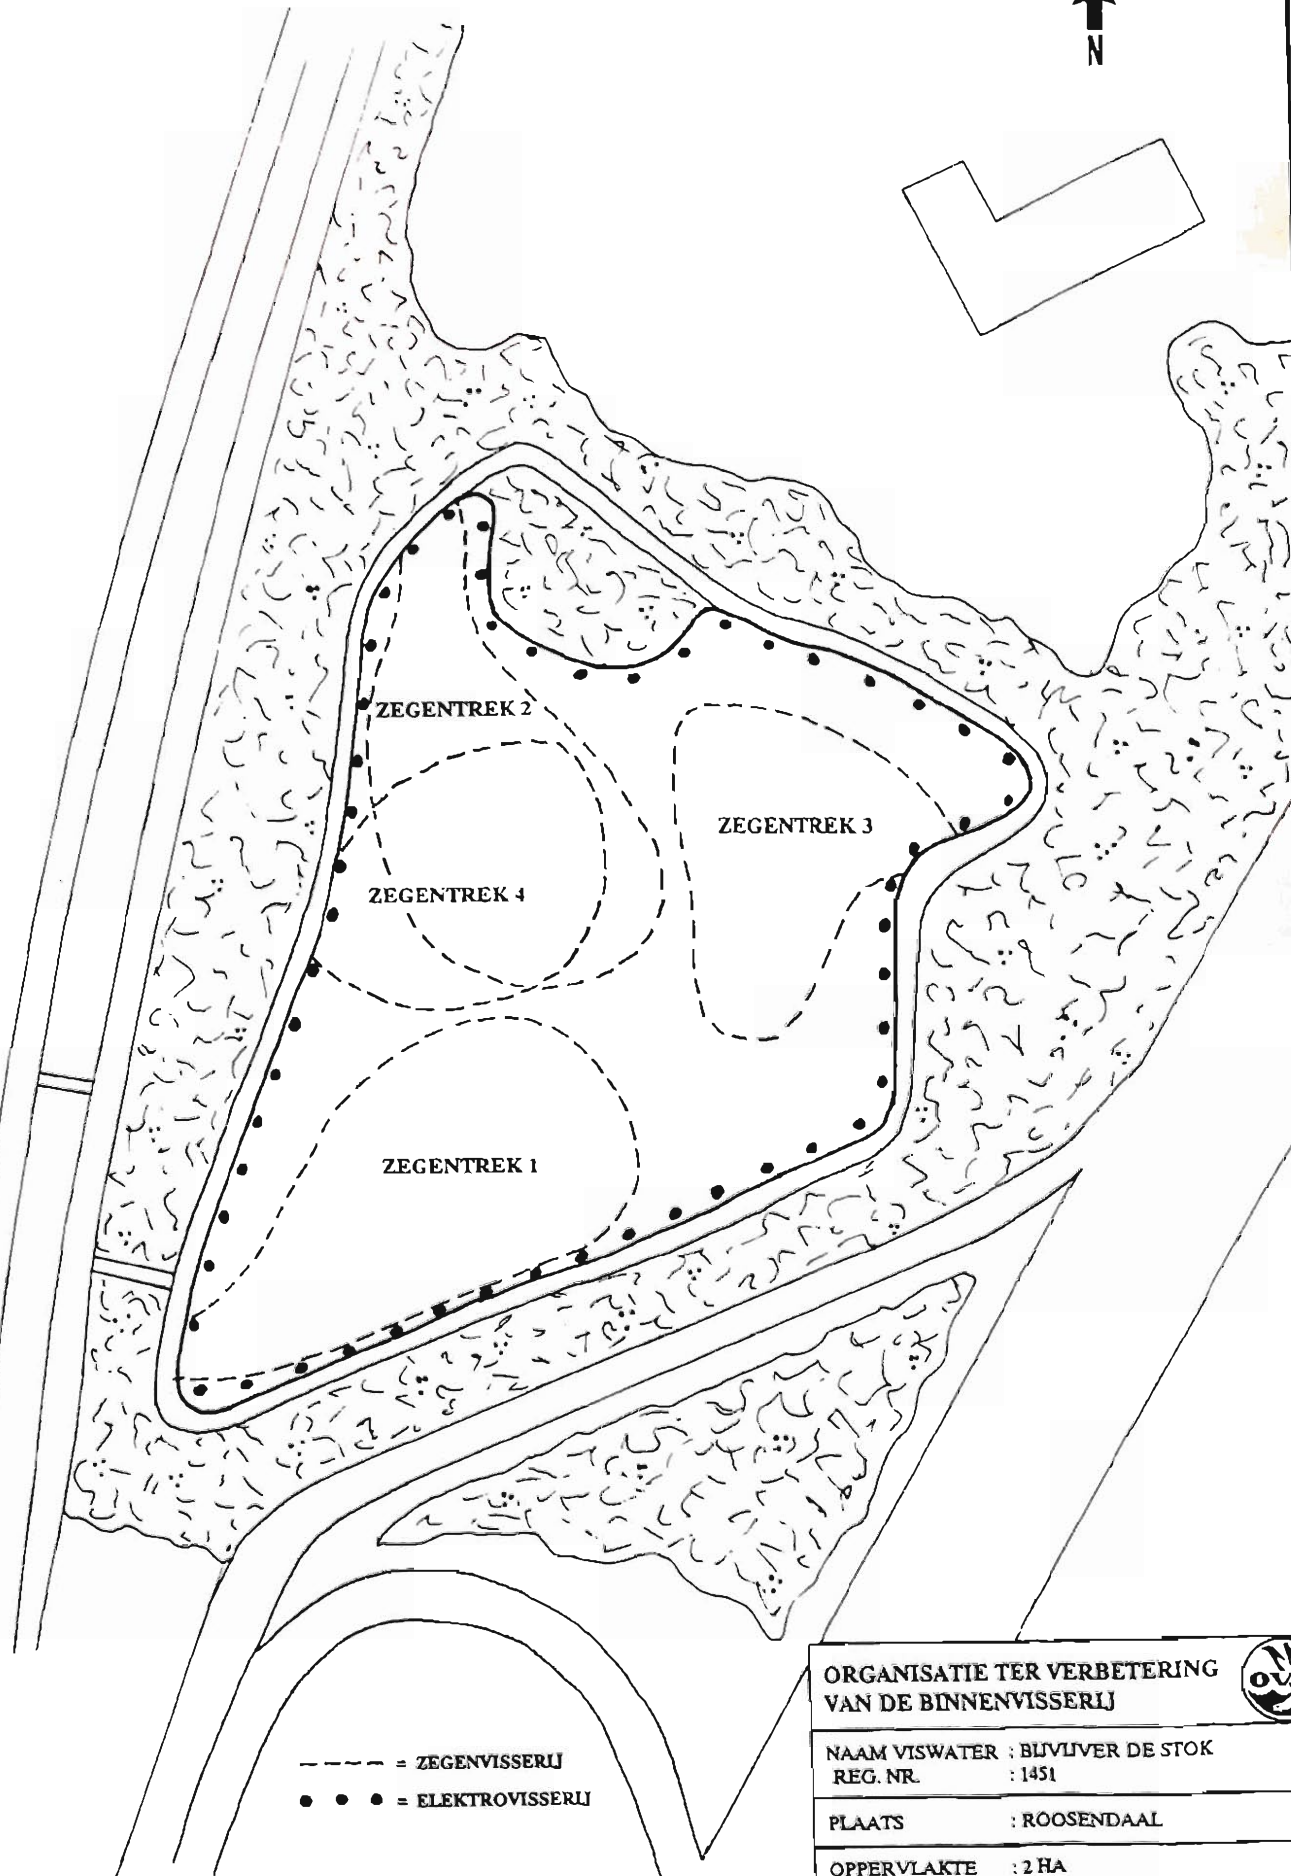 N
ZEGENTREK 2
ZEGENTREK 3
ZEGENTREK 4
ZEGENTREK 1
ORGANISATIE TER VERBETERING
VAN DE BINNENVISSERIJ
NAAM VISWATER : BIJVIJVER DE STOK
REG. NR. : 1451
PLAATS : ROOSENDAAL
OPPERVLAKTE : 2 HA
----- = ZEGENVISSERIJ
● ● ● = ELEKTROVISSERIJ